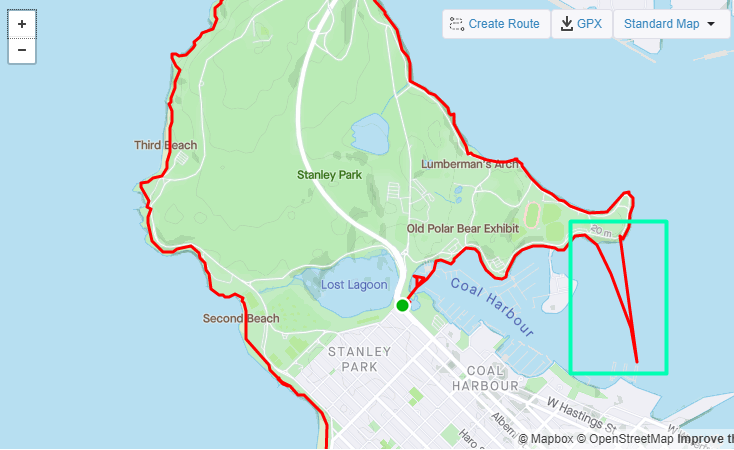 +
−
Create Route
GPX
Standard Map
Third Beach
Lumberman's Arch
Stanley Park
Old Polar Bear Exhibit
20 m
Lost Lagoon
Coal Harbour
Second Beach
STANLEY
PARK
COAL
HARBOUR
W Hastings St
Albern
Haro S
© Mapbox © OpenStreetMap Improve th